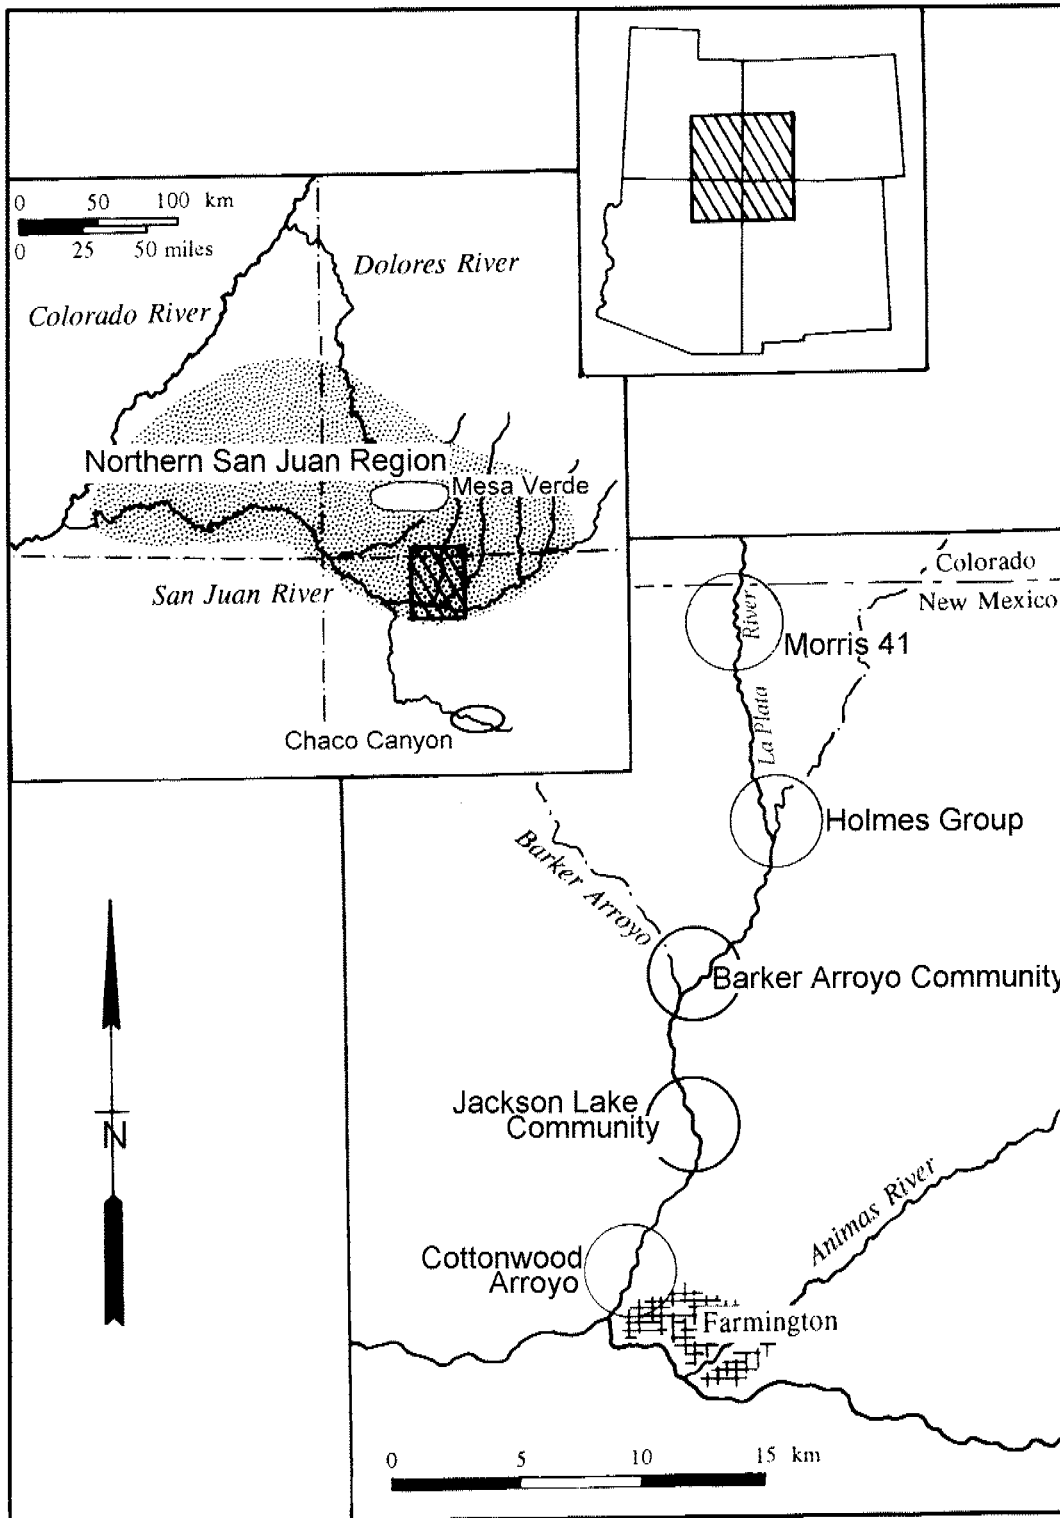 0 50 100 km
0 25 50 miles
Dolores River
Colorado River
Northern San Juan Region
Mesa Verde
San Juan River
Chaco Canyon
Colorado
New Mexico
River
Morris 41
La Plata
Holmes Group
Barker Arroyo
Barker Arroyo Community
N
Jackson Lake
Community
Animas River
Cottonwood
Arroyo
Farmington
0 5 10 15 km